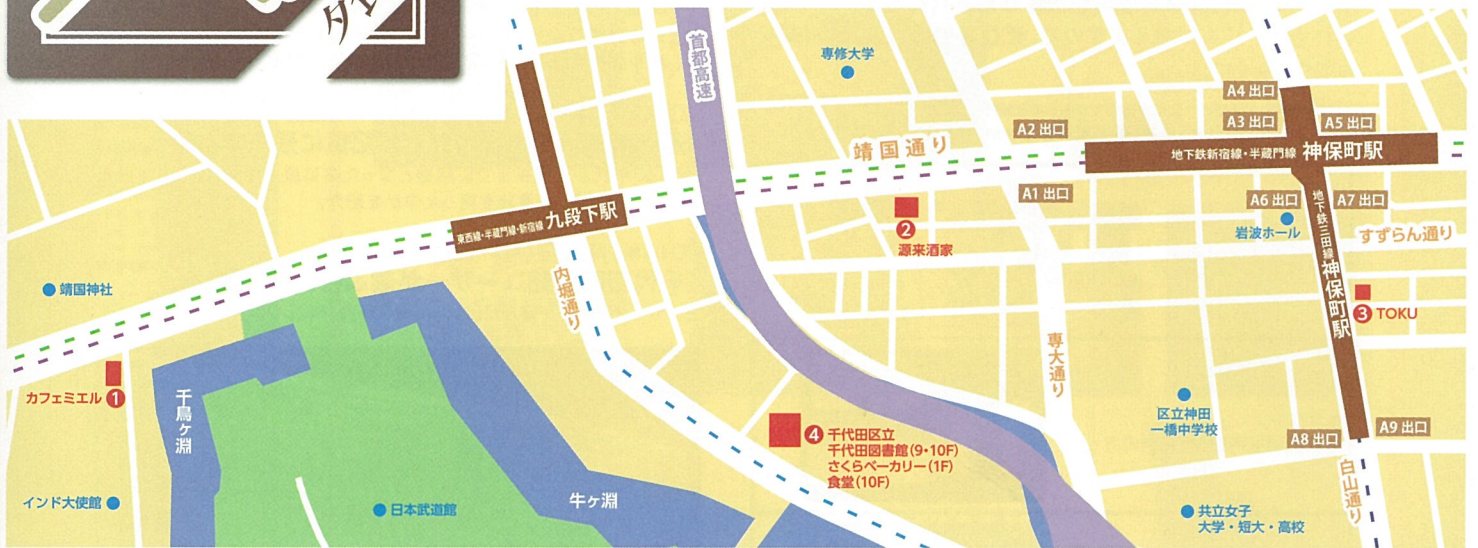 首都高速
専修大学
A4 出口
A3 出口
A5 出口
A2 出口
靖国通り
地下鉄新宿線・半蔵門線 神保町駅
A1 出口
A6 出口
A7 出口
岩波ホール
すずらん通り
地下鉄三田線 神保町駅
❷
源来酒家
東西線・半蔵門線・新宿線 九段下駅
内堀通り
靖国神社
❸ TOKU
専大通り
カフェミエル ❶
千鳥ヶ淵
区立神田
一橋中学校
A8 出口
A9 出口
❹ 千代田区立
千代田図書館(9・10F)
さくらベーカリー(1F)
食堂(10F)
白山通り
インド大使館
日本武道館
牛ヶ淵
共立女子
大学・短大・高校